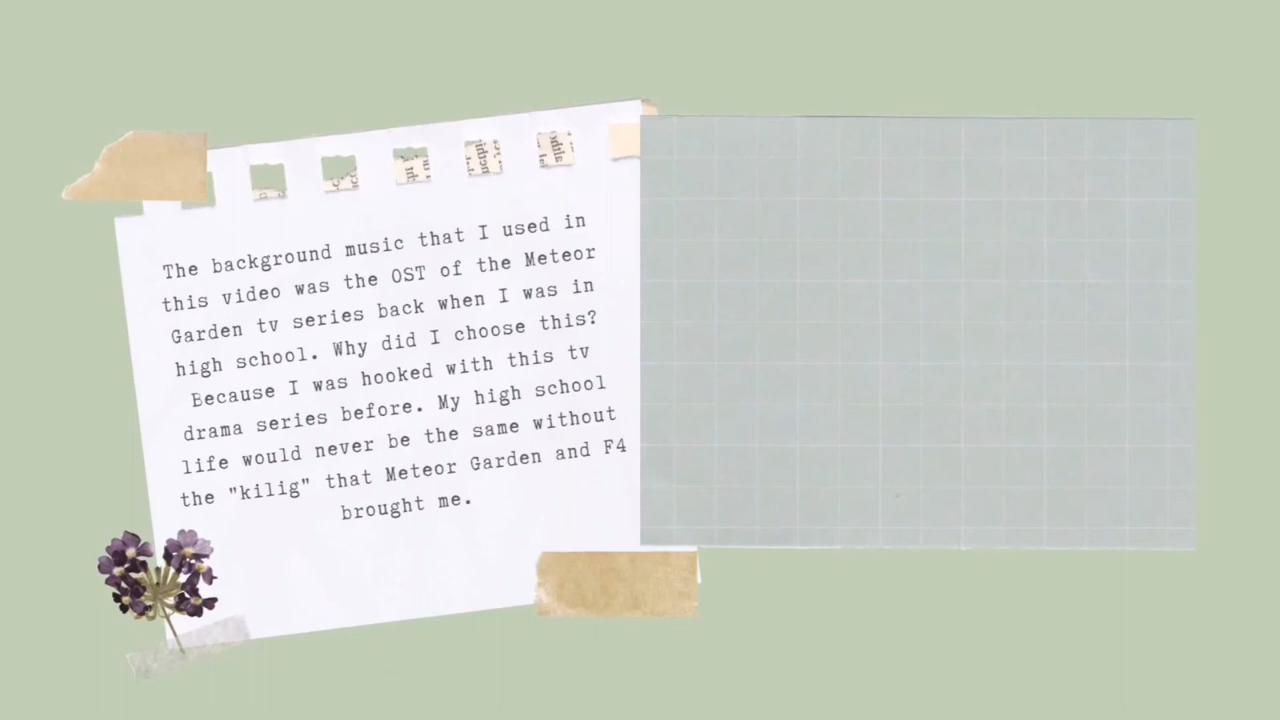 The background music that I used in
this video was the OST of the Meteor
Garden tv series back when I was in
high school. Why did I choose this?
Because I was hooked with this tv
drama series before. My high school
life would never be the same without
the "kilig" that Meteor Garden and F4
brought me.